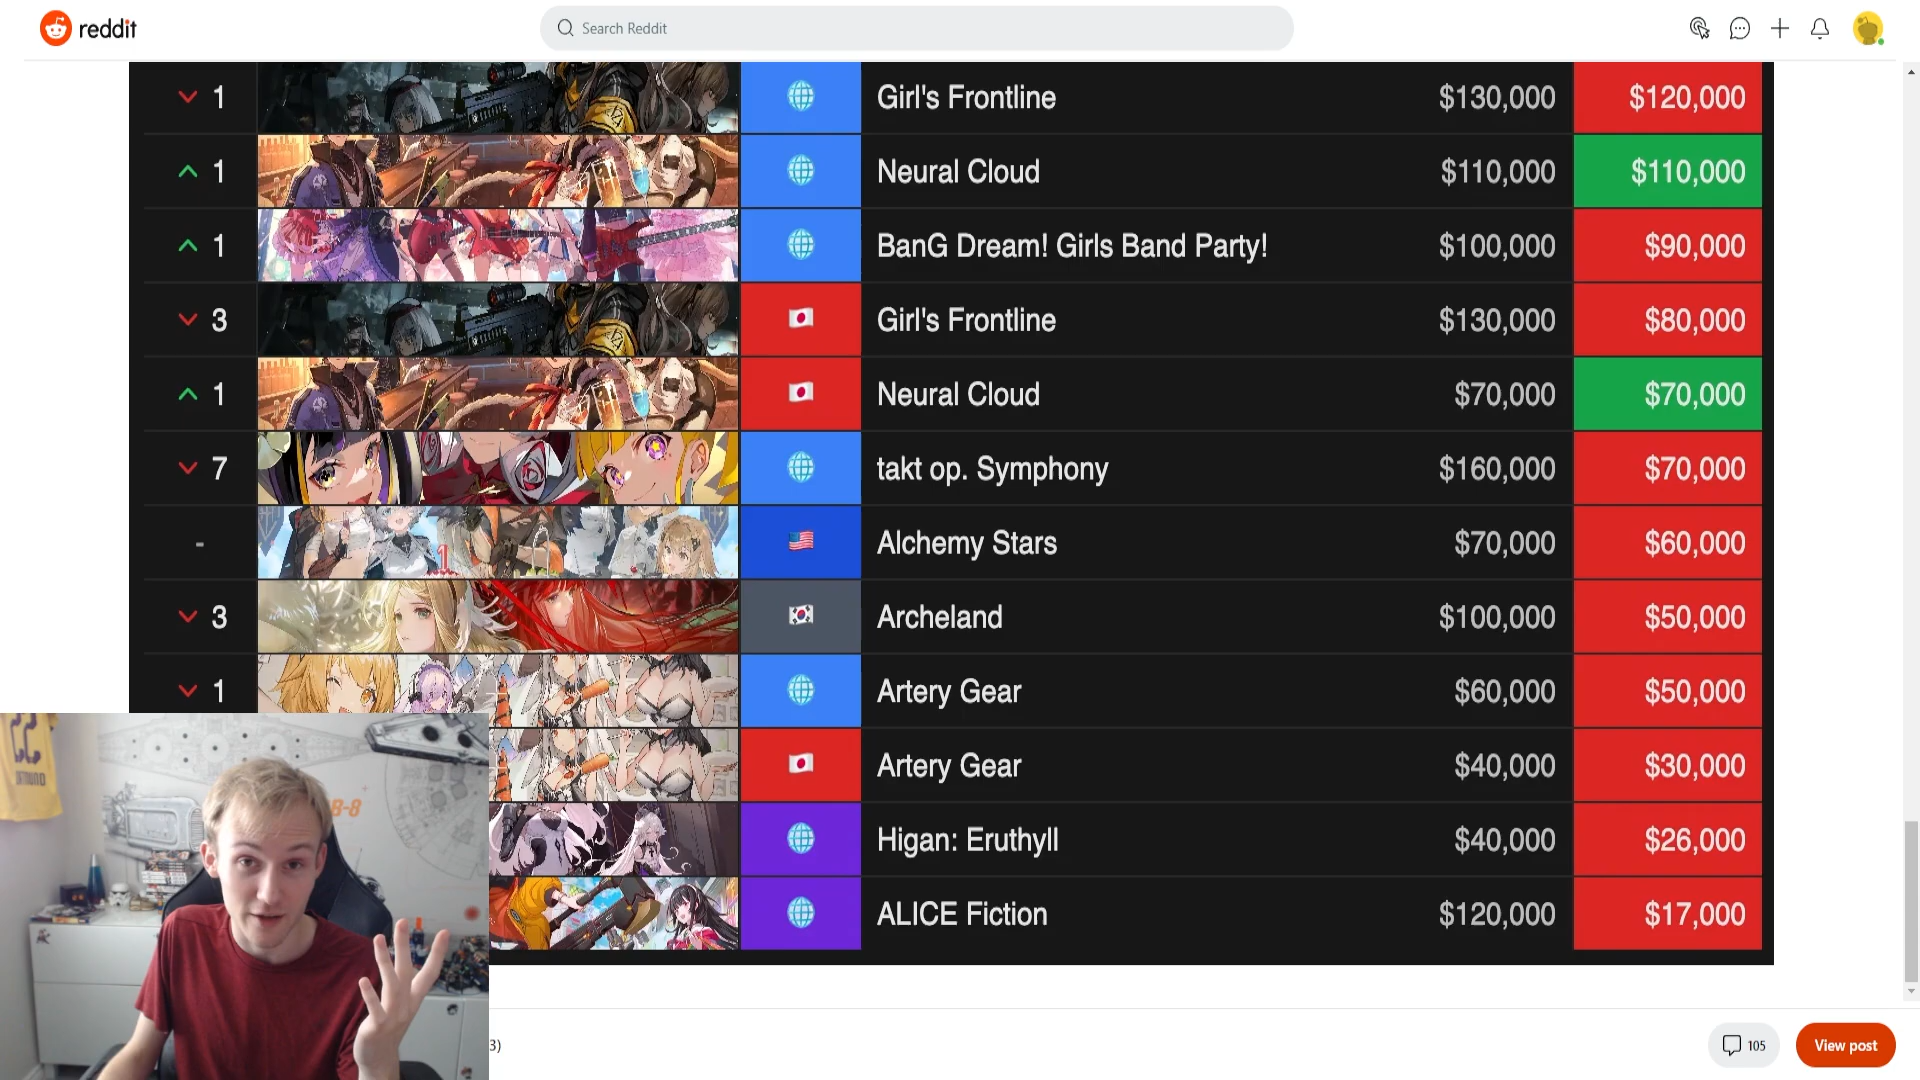 reddit
Search Reddit
1 Girl's Frontline $130,000 $120,000
1 Neural Cloud $110,000 $110,000
1 BanG Dream! Girls Band Party! $100,000 $90,000
3 Girl's Frontline $130,000 $80,000
1 Neural Cloud $70,000 $70,000
7 takt op. Symphony $160,000 $70,000
- Alchemy Stars $70,000 $60,000
3 Archeland $100,000 $50,000
1 Artery Gear $60,000 $50,000
Artery Gear $40,000 $30,000
Higan: Eruthyll $40,000 $26,000
ALICE Fiction $120,000 $17,000
22
B-8
3)
105
View post